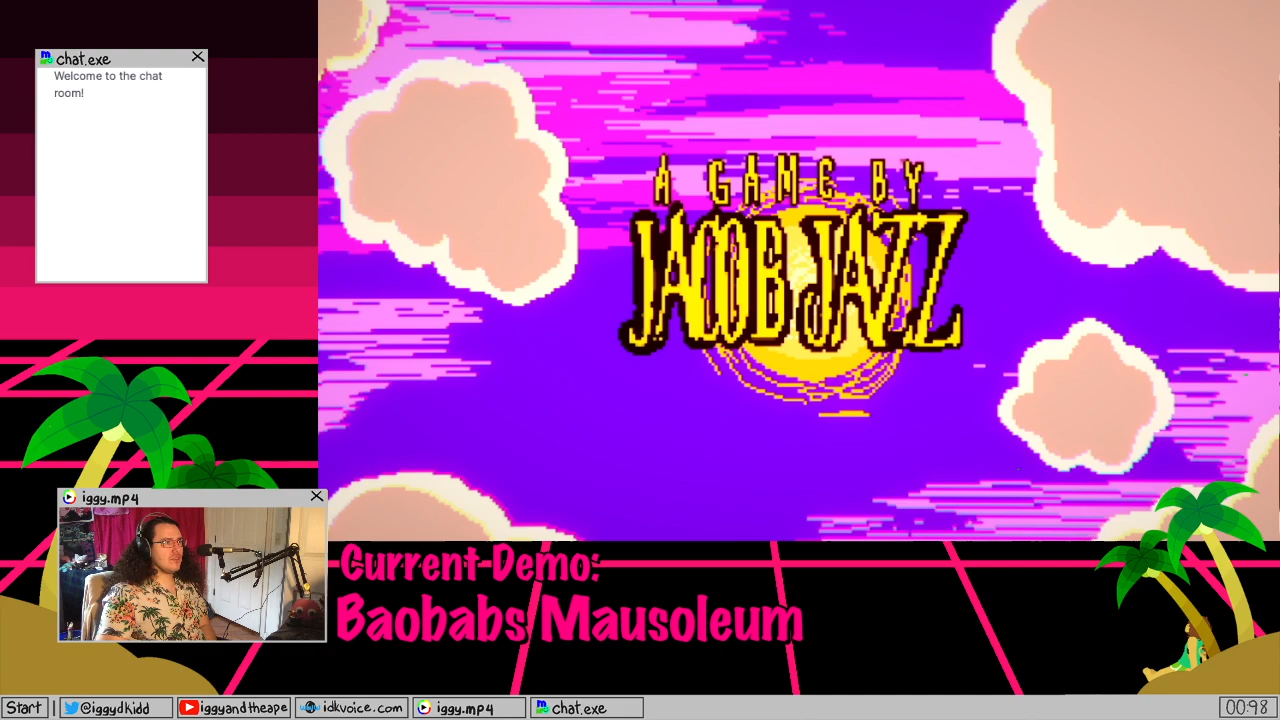 chat.exe
Welcome to the chat
room!
A GAME BY
JACOB JAZZ
iggy.mp4
Current Demo:
Baobabs Mausoleum
Start
@iggydkidd
iggyandtheape
www idkvoice.com
iggy.mp4
chat.exe
00:98